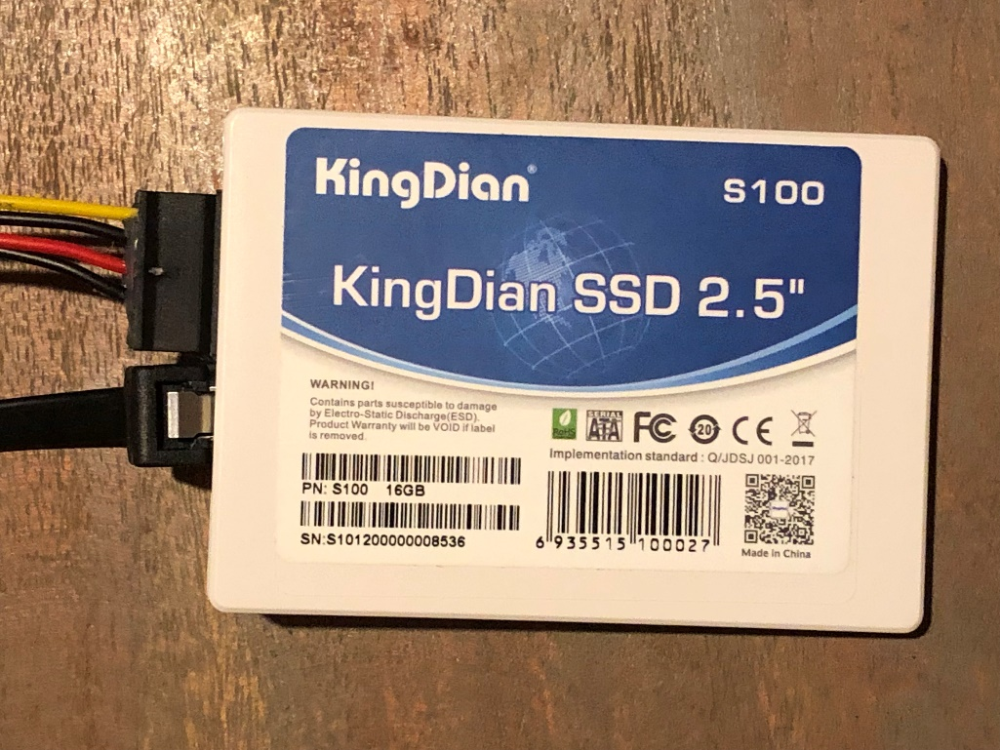 KingDian®
S100
KingDian SSD 2.5"
WARNING!
Contains parts susceptible to damage
by Electro-Static Discharge(ESD).
Product Warranty will be VOID if label
is removed.
RoHS
SERIAL
ATA
FC
20
CE
Implementation standard : Q/JDSJ 001-2017
PN: S100 16GB
SN:S101200000008536
6 935515 100027
Made in China